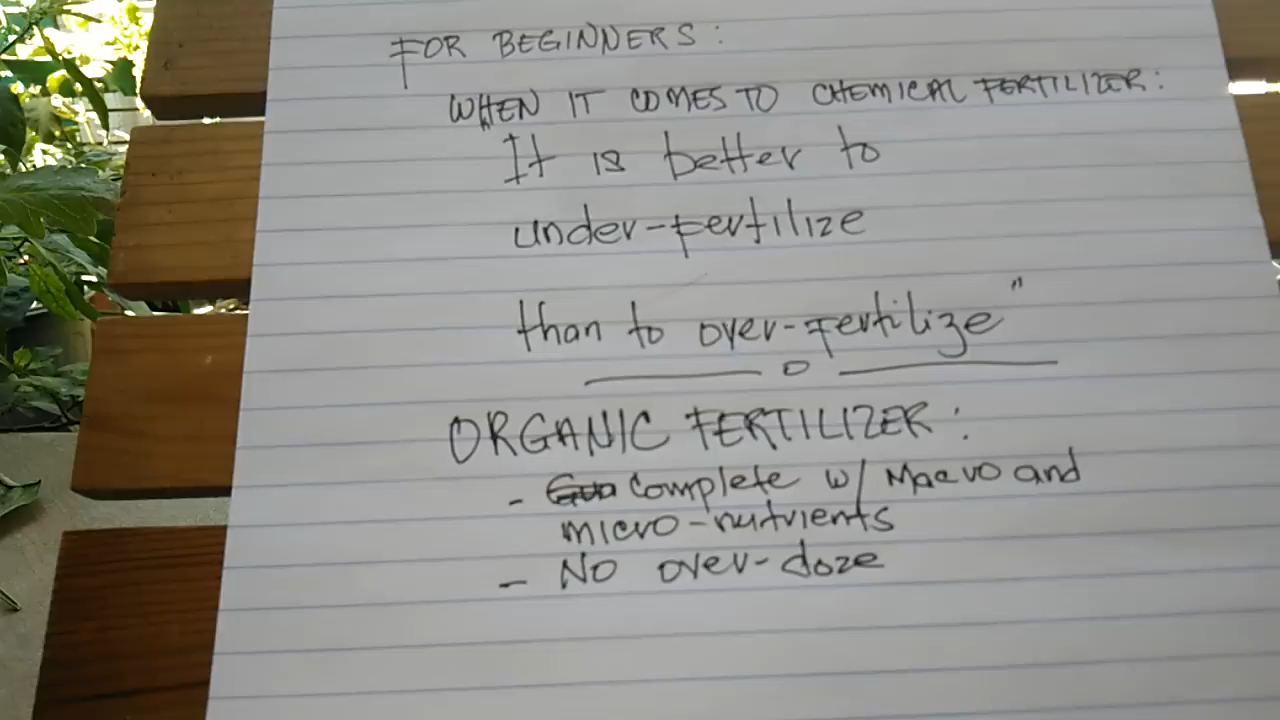 FOR BEGINNERS:
WHEN IT COMES TO CHEMICAL FERTILIZER:
It is better to
under-fertilize
than to over-fertilize"
ORGANIC FERTILIZER:
- complete w/ Macro and
micro-nutrients
- No over-doze